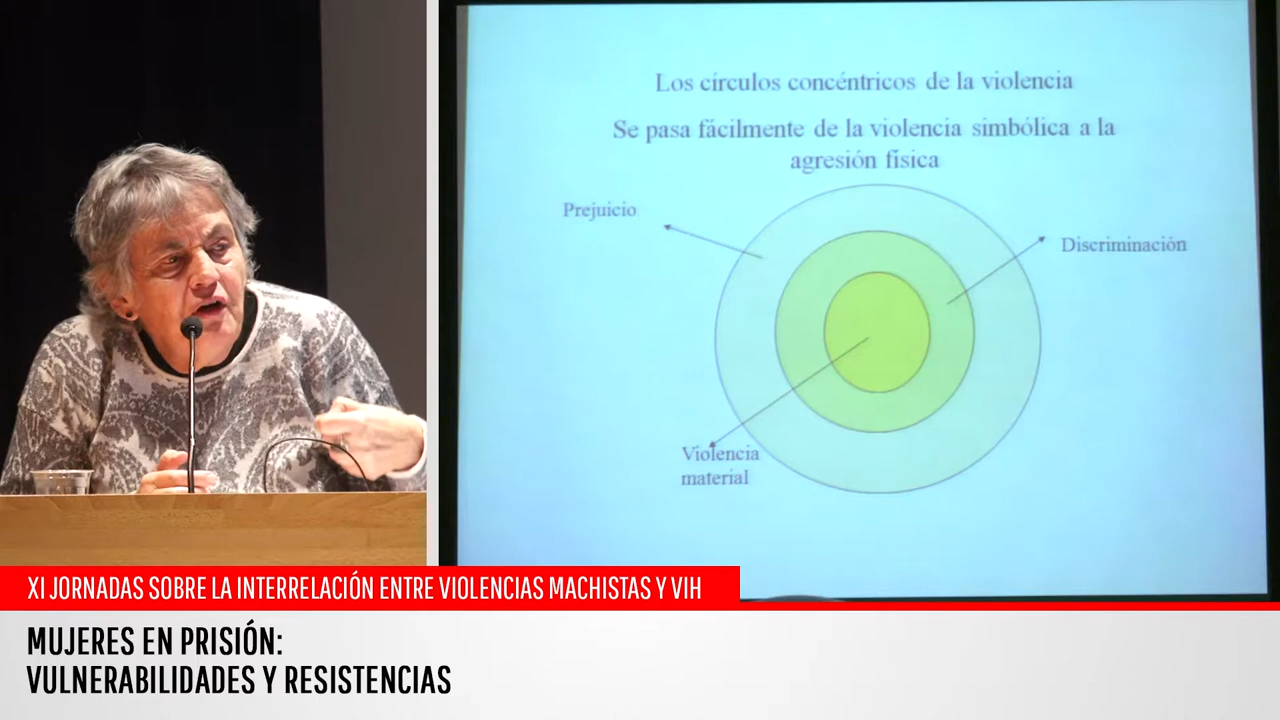 Los círculos concéntricos de la violencia
Se pasa fácilmente de la violencia simbólica a la
agresión física
Prejuicio
Discriminación
Violencia
material
XI JORNADAS SOBRE LA INTERRELACIÓN ENTRE VIOLENCIAS MACHISTAS Y VIH
MUJERES EN PRISIÓN:
VULNERABILIDADES Y RESISTENCIAS